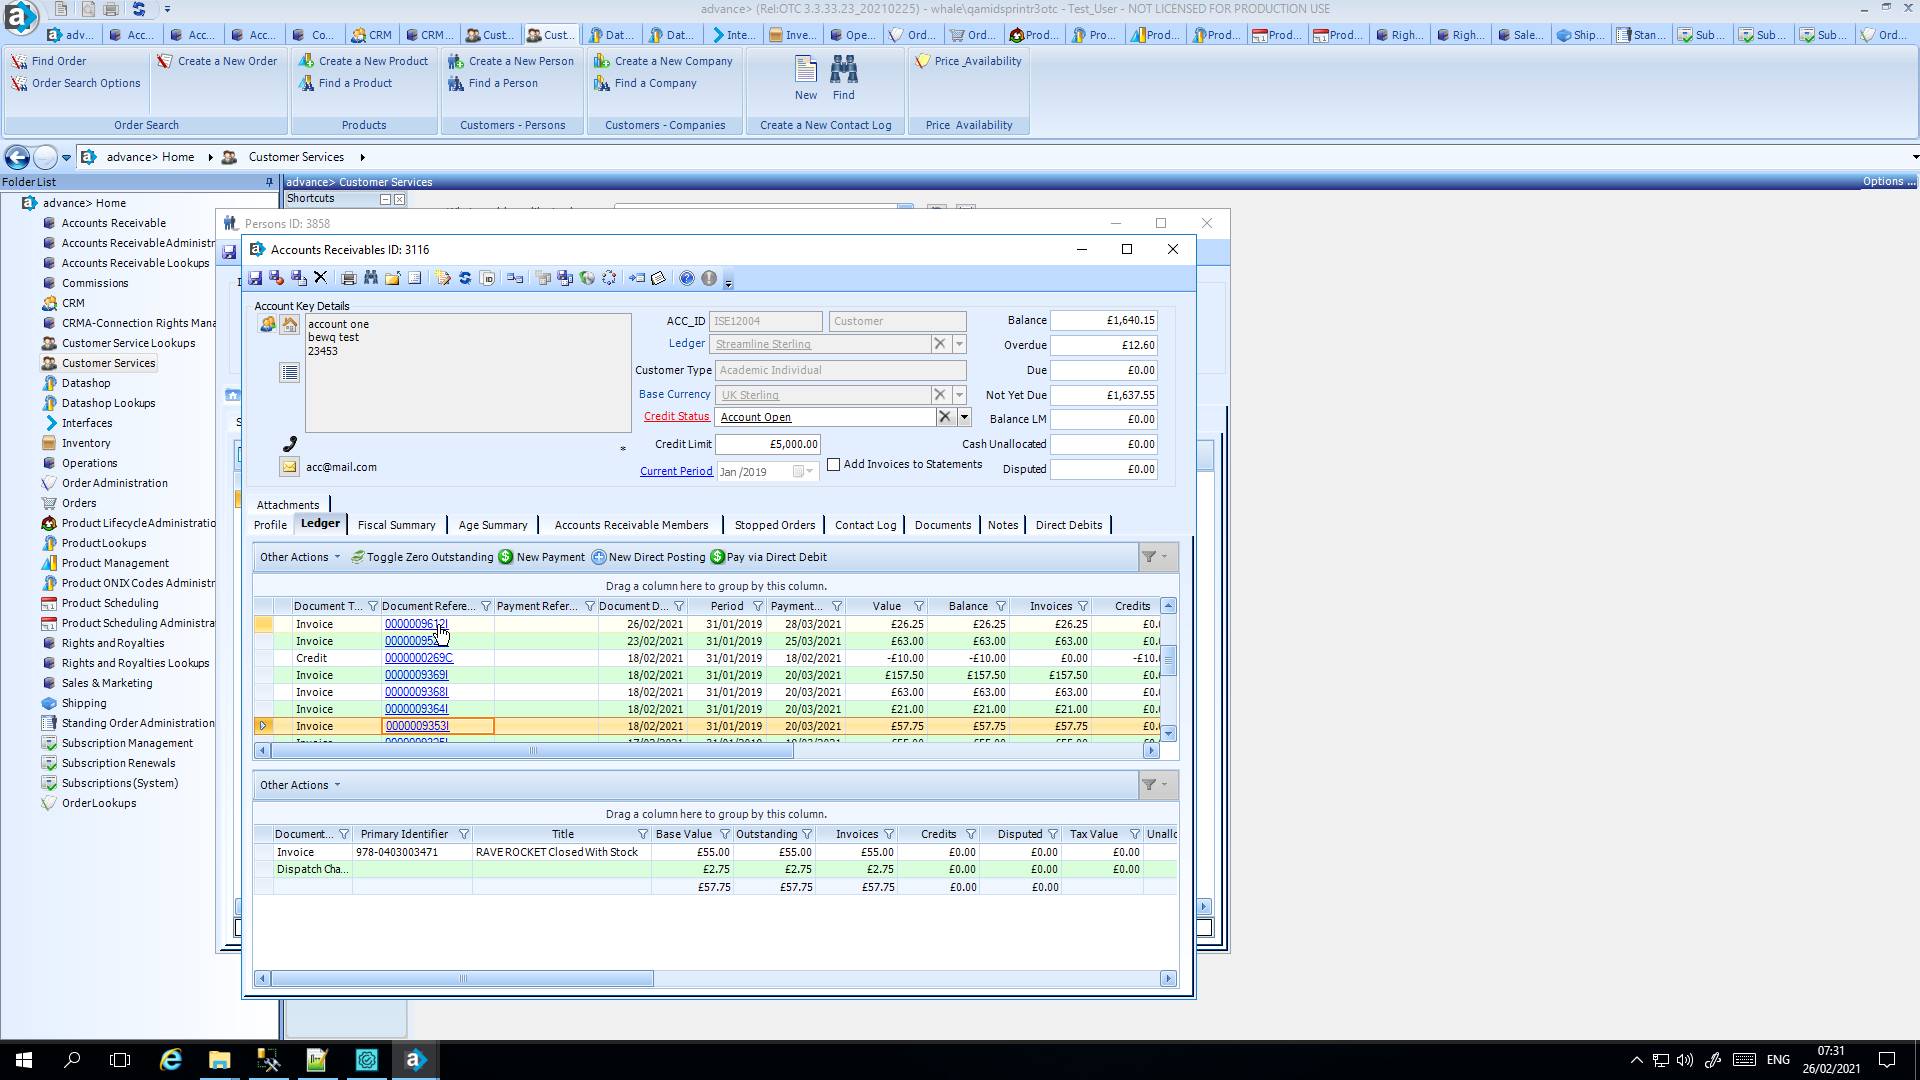 advance> (Rel:OTC 3.3.33.23_20210225) - whale\qamidsprintr3otc - Test_User - NOT LICENSED FOR PRODUCTION USE
adv... Acc... Acc... Acc... Co... CRM CRM... Cust... Cust... Dat... Dat... Inte... Inve... Ope... Ord... Ord... Prod... Pro... Prod... Prod... Prod... Prod... Righ... Righ... Sale... Ship... Stan... Sub... Sub... Sub... Ord...
Find Order Create a New Order Create a New Product Create a New Person Create a New Company Price _Availability
Order Search Options Find a Product Find a Person Find a Company
New Find
Order Search Products Customers - Persons Customers - Companies Create a New Contact Log Price Availability
advance> Home Customer Services
Folder List
advance> Customer Services Options ...
Shortcuts
advance> Home
Accounts Receivable
Accounts Receivable Administr
Accounts Receivable Lookups
Commissions
CRM
CRMA-Connection Rights Mana
Customer Service Lookups
Customer Services
Datashop
Datashop Lookups
Interfaces
Inventory
Operations
Order Administration
Orders
Product Lifecycle Administratio
Product Lookups
Product Management
Product ONIX Codes Administr
Product Scheduling
Product Scheduling Administra
Rights and Royalties
Rights and Royalties Lookups
Sales & Marketing
Shipping
Standing Order Administration
Subscription Management
Subscription Renewals
Subscriptions (System)
Order Lookups
Persons ID: 3858
Accounts Receivables ID: 3116
Account Key Details
account one
bewq test
23453
*
acc@mail.com
ACC_ID ISE12004 Customer
Ledger Streamline Sterling
Customer Type Academic Individual
Base Currency UK Sterling
Credit Status Account Open
Credit Limit £5,000.00
Current Period Jan /2019 Add Invoices to Statements
Balance £1,640.15
Overdue £12.60
Due £0.00
Not Yet Due £1,637.55
Balance LM £0.00
Cash Unallocated £0.00
Disputed £0.00
Attachments
Profile Ledger Fiscal Summary Age Summary Accounts Receivable Members Stopped Orders Contact Log Documents Notes Direct Debits
Other Actions Toggle Zero Outstanding New Payment New Direct Posting Pay via Direct Debit
Drag a column here to group by this column.
Document T... Document Refere... Payment Refer... Document D... Period Payment... Value Balance Invoices Credits
Invoice 0000009612I 26/02/2021 31/01/2019 28/03/2021 £26.25 £26.25 £26.25 £0.
Invoice 23/02/2021 31/01/2019 25/03/2021 £63.00 £63.00 £63.00 £0.
Credit 0000000269C 18/02/2021 31/01/2019 18/02/2021 -£10.00 -£10.00 £0.00 -£10.
Invoice 0000009369I 18/02/2021 31/01/2019 20/03/2021 £157.50 £157.50 £157.50 £0.
Invoice 0000009368I 18/02/2021 31/01/2019 20/03/2021 £63.00 £63.00 £63.00 £0.
Invoice 0000009364I 18/02/2021 31/01/2019 20/03/2021 £21.00 £21.00 £21.00 £0.
Invoice 0000009353I 18/02/2021 31/01/2019 20/03/2021 £57.75 £57.75 £57.75 £0.
Other Actions
Drag a column here to group by this column.
Document... Primary Identifier Title Base Value Outstanding Invoices Credits Disputed Tax Value Unallc
Invoice 978-0403003471 RAVE ROCKET Closed With Stock £55.00 £55.00 £55.00 £0.00 £0.00 £0.00
Dispatch Cha... £2.75 £2.75 £2.75 £0.00 £0.00 £0.00
£57.75 £57.75 £57.75 £0.00 £0.00
ENG
07:31
26/02/2021